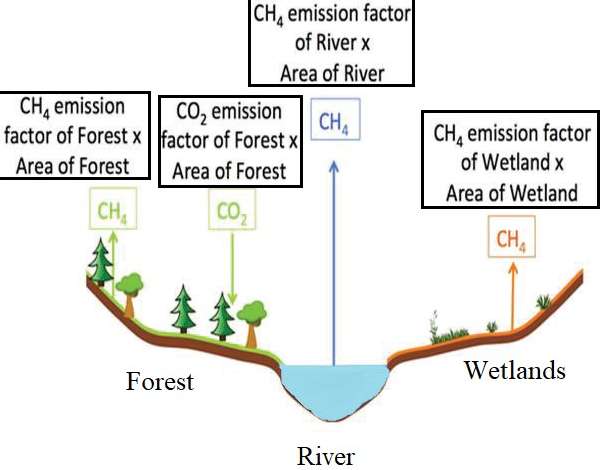 CH₄ emission factor
of River x
Area of River
CH₄ emission
factor of Forest x
Area of Forest
CO₂ emission
factor of Forest x
Area of Forest
CH₄
CH₄ emission factor
of Wetland x
Area of Wetland
CH₄
CO₂
CH₄
Forest
Wetlands
River